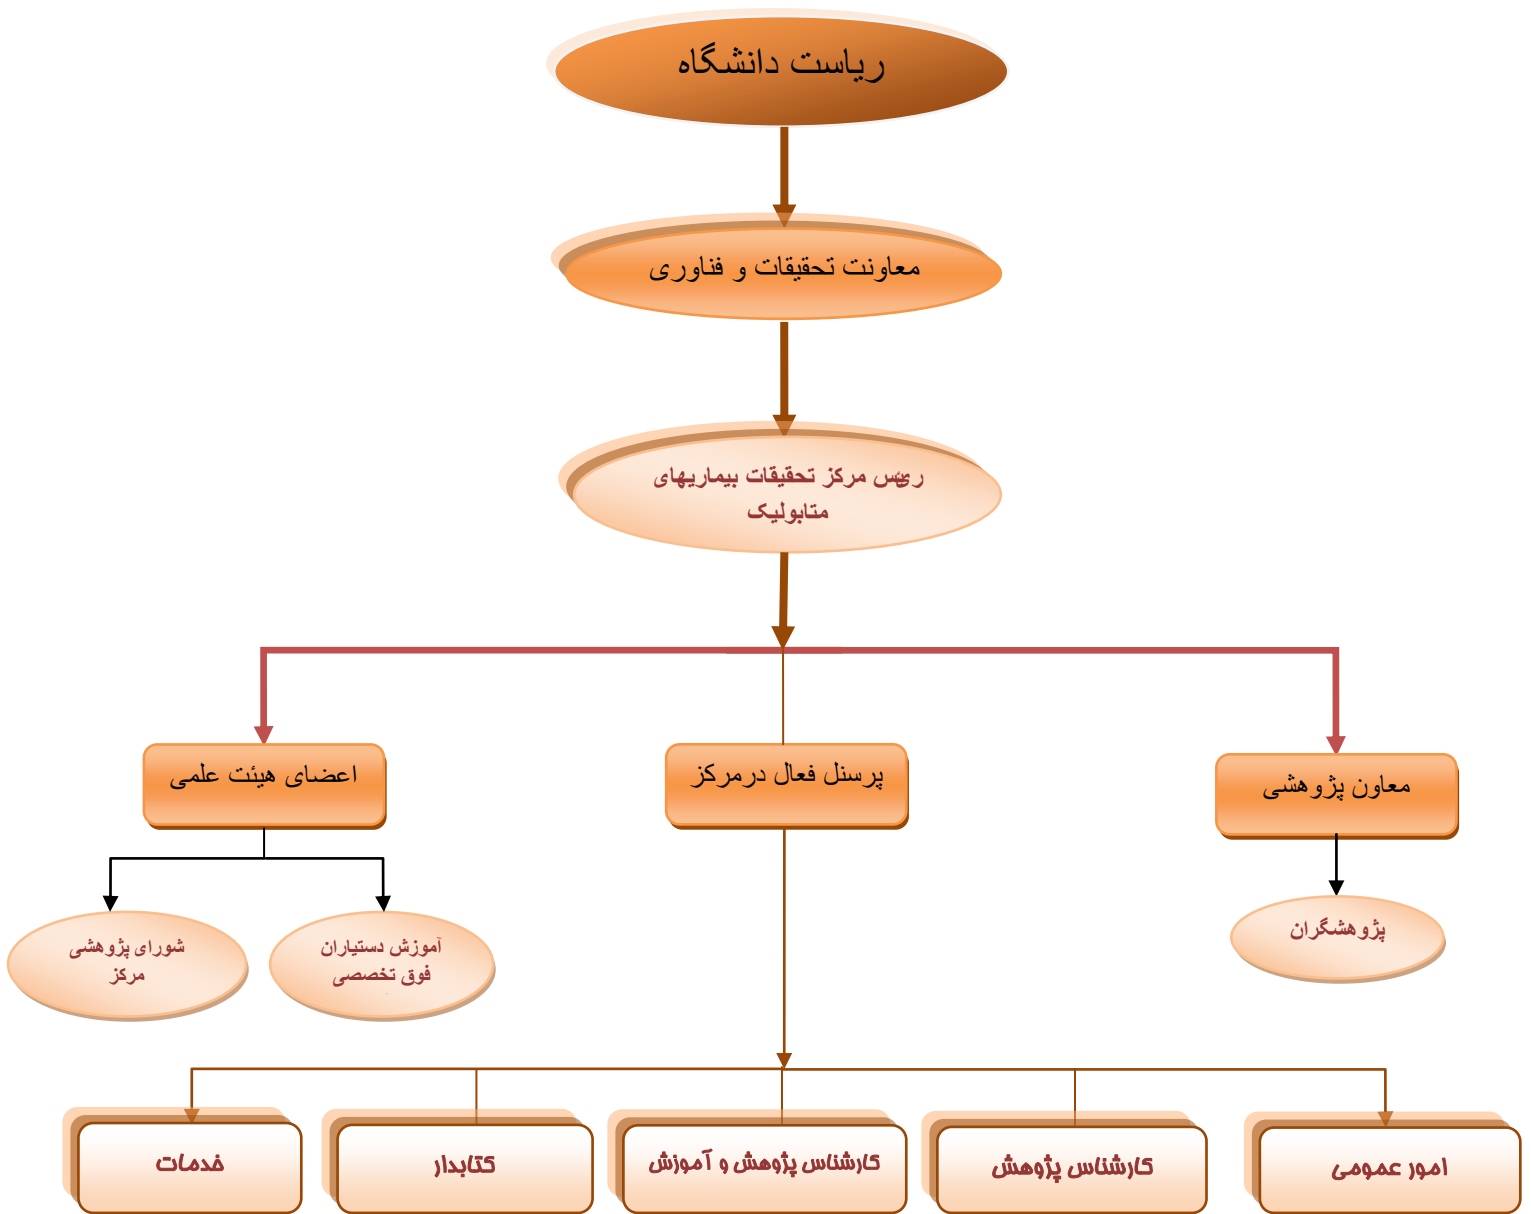 ریاست دانشگاه
معاونت تحقیقات و فناوری
رئیس مرکز تحقیقات بیماریهای
متابولیک
معاون پژوهشی
پرسنل فعال درمرکز
اعضای هیئت علمی
پژوهشگران
آموزش دستیاران
فوق تخصصی
شورای پژوهشی
مرکز
امور عمومی
کارشناس پژوهش
کارشناس پژوهش و آموزش
کتابدار
خدمات